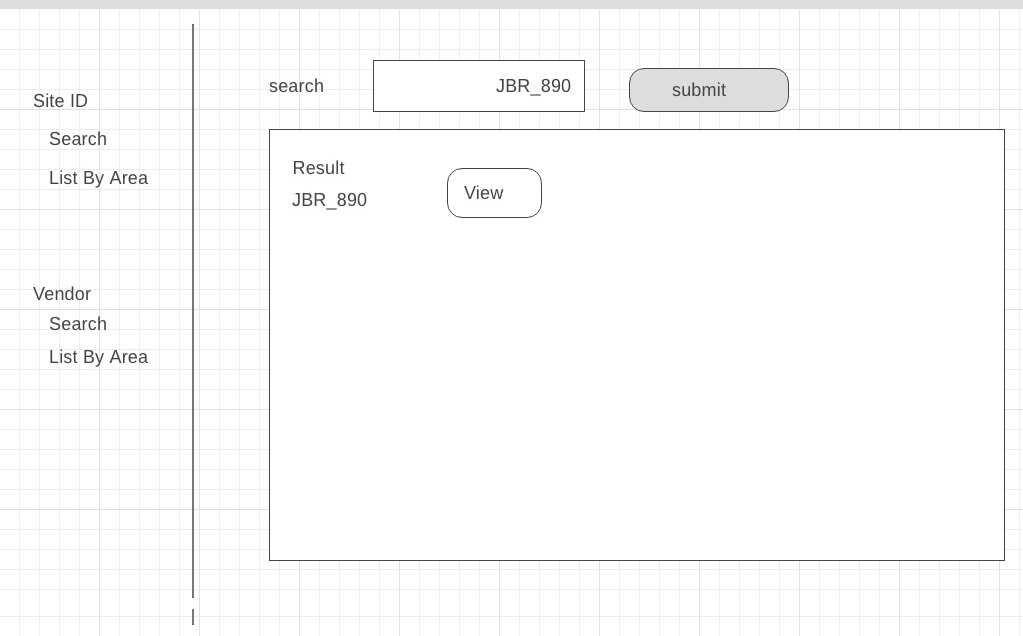 Site ID
Search
List By Area
Vendor
Search
List By Area
search
JBR_890
submit
Result
JBR_890
View